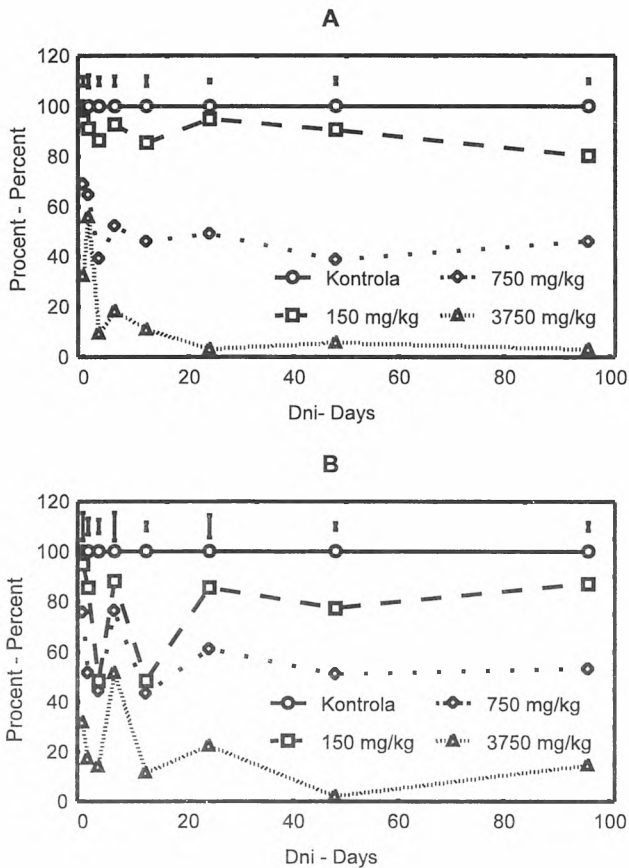 A
120
100
80
60
40
20
0
Procent - Percent
Kontrola
750 mg/kg
150 mg/kg
3750 mg/kg
0 20 40 60 80 100
Dni- Days
B
120
100
80
60
40
20
0
Procent - Percent
Kontrola
750 mg/kg
150 mg/kg
3750 mg/kg
0 20 40 60 80 100
Dni - Days